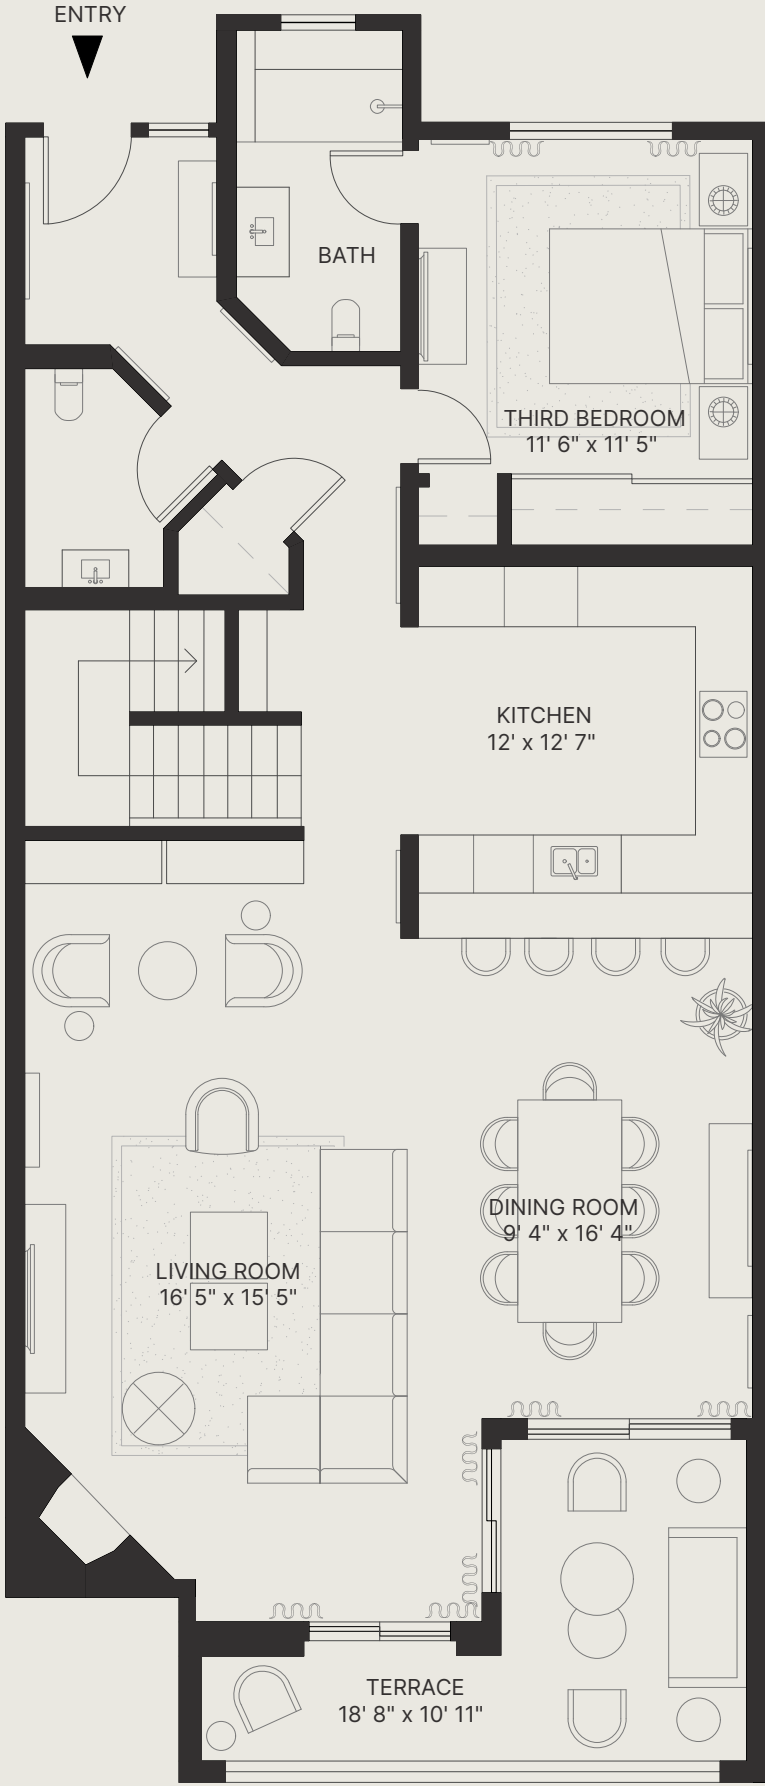 ENTRY
BATH
THIRD BEDROOM
11' 6" x 11' 5"
KITCHEN
12' x 12' 7"
DINING ROOM
9' 4" x 16' 4"
LIVING ROOM
16' 5" x 15' 5"
TERRACE
18' 8" x 10' 11"